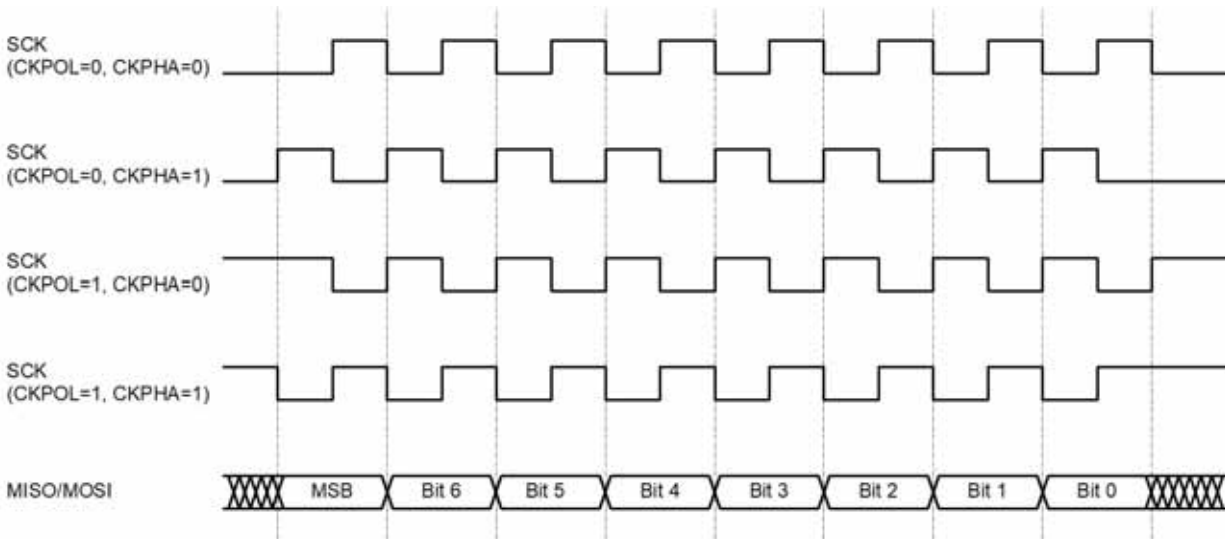 SCK
(CKPOL=0, CKPHA=0)
SCK
(CKPOL=0, CKPHA=1)
SCK
(CKPOL=1, CKPHA=0)
SCK
(CKPOL=1, CKPHA=1)
MISO/MOSI MSB Bit 6 Bit 5 Bit 4 Bit 3 Bit 2 Bit 1 Bit 0